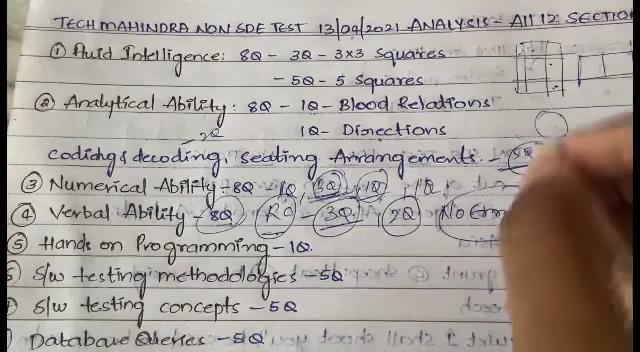 TECH MAHINDRA NON SDE TEST 13/09/2021 ANALYSIS - All 12 SECTIO
① Fluid Intelligence: 8Q - 3Q - 3x3 Squares
- 5Q - 5 Squares
② Analytical Ability: 8Q - 1Q - Blood Relations
2Q 1Q - Directions
coding & decoding, seating Arrangements. - 5Q
③ Numerical Ability - 8Q - 1Q, 3Q, 1Q, 1Q
④ Verbal Ability - 8Q RC - 3Q, 2Q No Erro
⑤ Hands on Programming - 1Q.
S/w testing methodologies - 5Q
S/w testing concepts - 5Q
Database Queries - 5Q